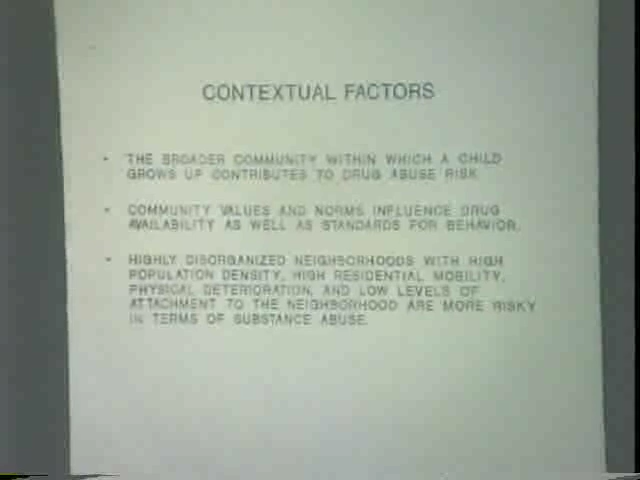 CONTEXTUAL FACTORS
• THE BROADER COMMUNITY WITHIN WHICH A CHILD
GROWS UP CONTRIBUTES TO DRUG ABUSE RISK.
• COMMUNITY VALUES AND NORMS INFLUENCE DRUG
AVAILABILITY AS WELL AS STANDARDS FOR BEHAVIOR.
• HIGHLY DISORGANIZED NEIGHBORHOODS WITH HIGH
POPULATION DENSITY, HIGH RESIDENTIAL MOBILITY,
PHYSICAL DETERIORATION, AND LOW LEVELS OF
ATTACHMENT TO THE NEIGHBORHOOD ARE MORE RISKY
IN TERMS OF SUBSTANCE ABUSE.